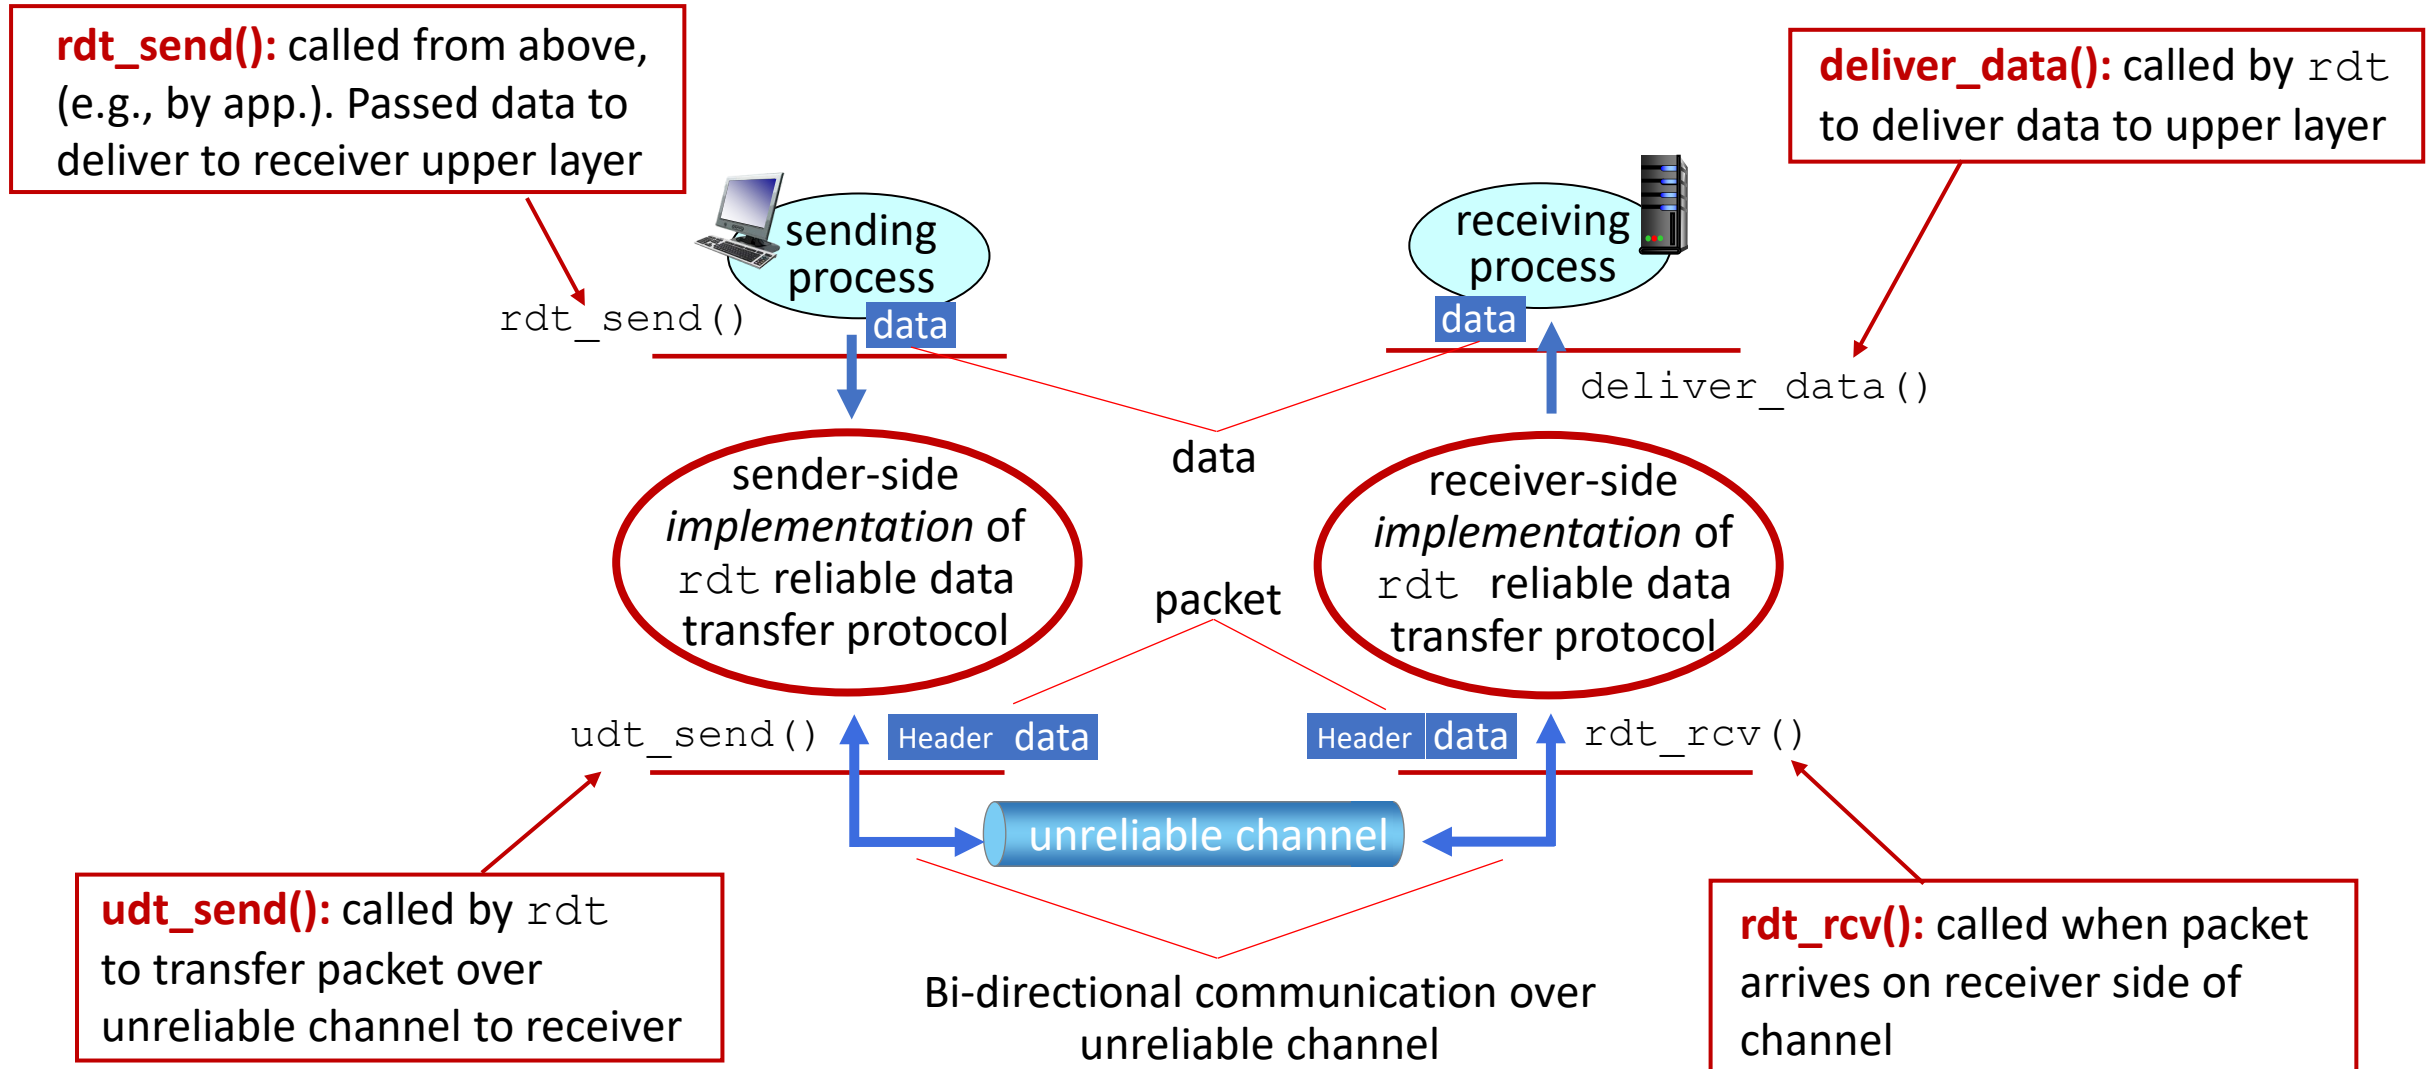 rdt_send(): called from above,
(e.g., by app.). Passed data to
deliver to receiver upper layer
deliver_data(): called by rdt
to deliver data to upper layer
sending
process
receiving
process
rdt_send()
data
data
deliver_data()
data
sender-side
implementation of
rdt reliable data
transfer protocol
receiver-side
implementation of
rdt reliable data
transfer protocol
packet
udt_send()
Header data
Header data
rdt_rcv()
unreliable channel
udt_send(): called by rdt
to transfer packet over
unreliable channel to receiver
Bi-directional communication over
unreliable channel
rdt_rcv(): called when packet
arrives on receiver side of
channel